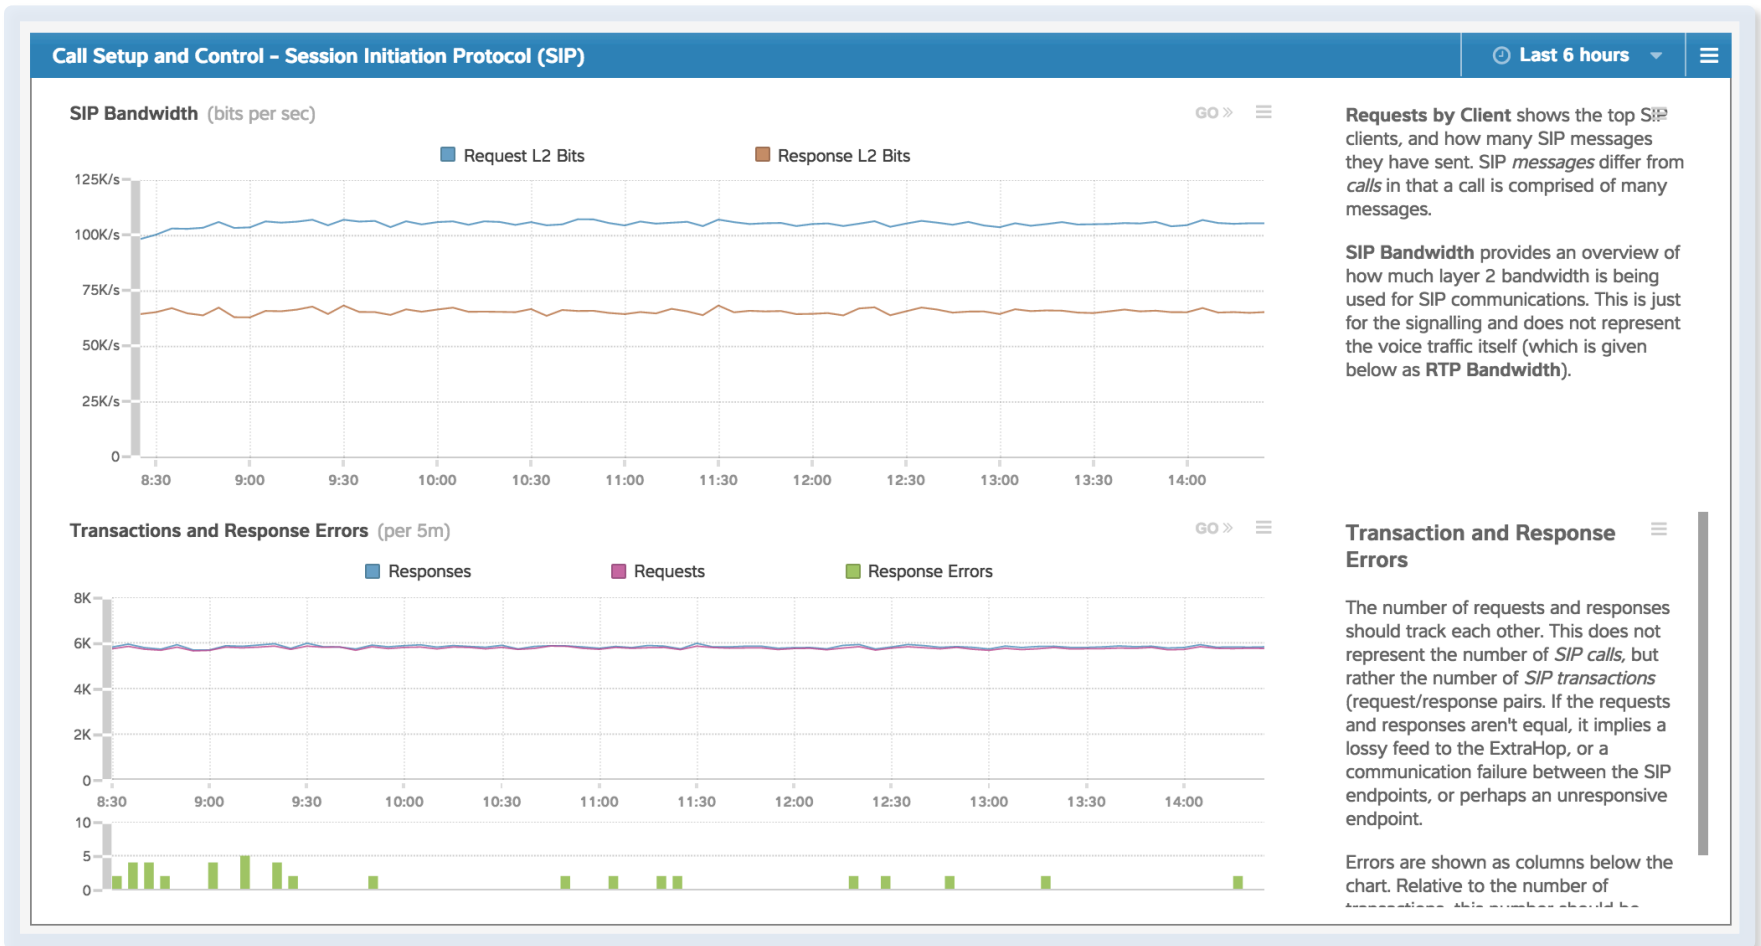 Call Setup and Control - Session Initiation Protocol (SIP)
Last 6 hours
SIP Bandwidth (bits per sec)
GO »
Request L2 Bits
Response L2 Bits
125K/s
100K/s
75K/s
50K/s
25K/s
0
8:30 9:00 9:30 10:00 10:30 11:00 11:30 12:00 12:30 13:00 13:30 14:00
Requests by Client shows the top SIP
clients, and how many SIP messages
they have sent. SIP messages differ from
calls in that a call is comprised of many
messages.
SIP Bandwidth provides an overview of
how much layer 2 bandwidth is being
used for SIP communications. This is just
for the signalling and does not represent
the voice traffic itself (which is given
below as RTP Bandwidth).
Transactions and Response Errors (per 5m)
GO »
Responses
Requests
Response Errors
8K
6K
4K
2K
0
8:30 9:00 9:30 10:00 10:30 11:00 11:30 12:00 12:30 13:00 13:30 14:00
10
5
0
Transaction and Response
Errors
The number of requests and responses
should track each other. This does not
represent the number of SIP calls, but
rather the number of SIP transactions
(request/response pairs. If the requests
and responses aren't equal, it implies a
lossy feed to the ExtraHop, or a
communication failure between the SIP
endpoints, or perhaps an unresponsive
endpoint.
Errors are shown as columns below the
chart. Relative to the number of
transactions, this number should be